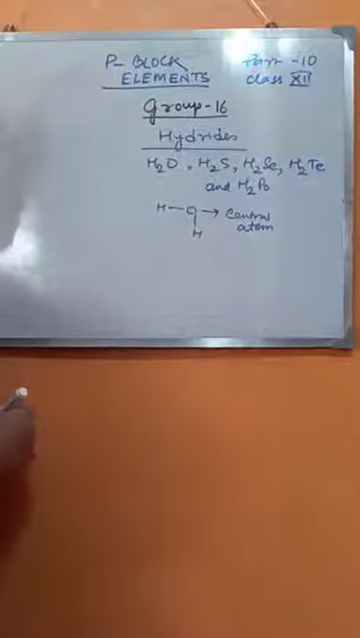 P-BLOCK ELEMENTS
Part-10 class XII
Group-16
Hydrides
H2O, H2S, H2Se, H2Te
and H2Po
H-O→ Central atom
H